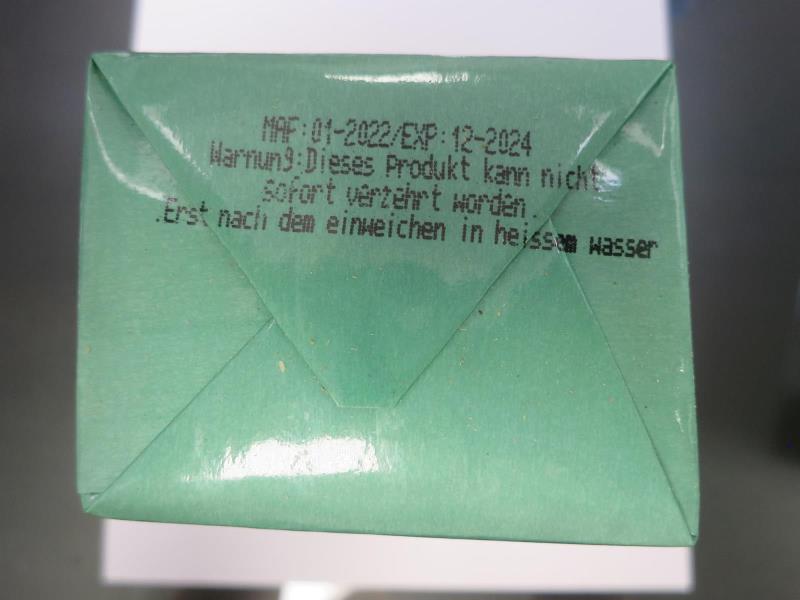 MAF:01-2022/EXP:12-2024
Warnung:Dieses Produkt kann nicht
sofort verzehrt worden.
.Erst nach dem einweichen in heissem wasser